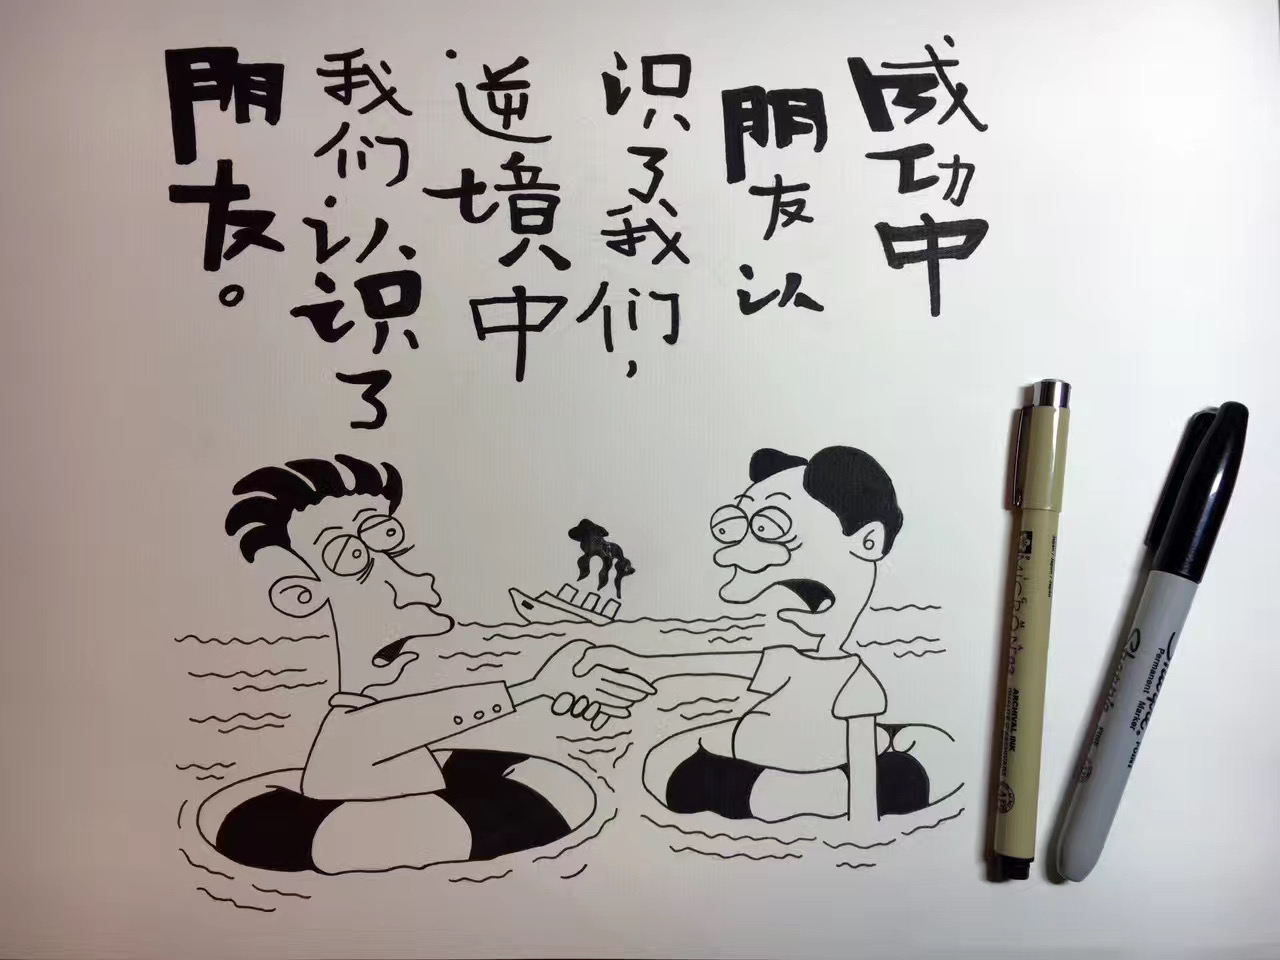 成功中
朋友认
识了我们，
逆境中
我们认识了
朋友。
MICRON
ARCHIVAL INK
Sharpie
Permanent Marker
FINE POINT